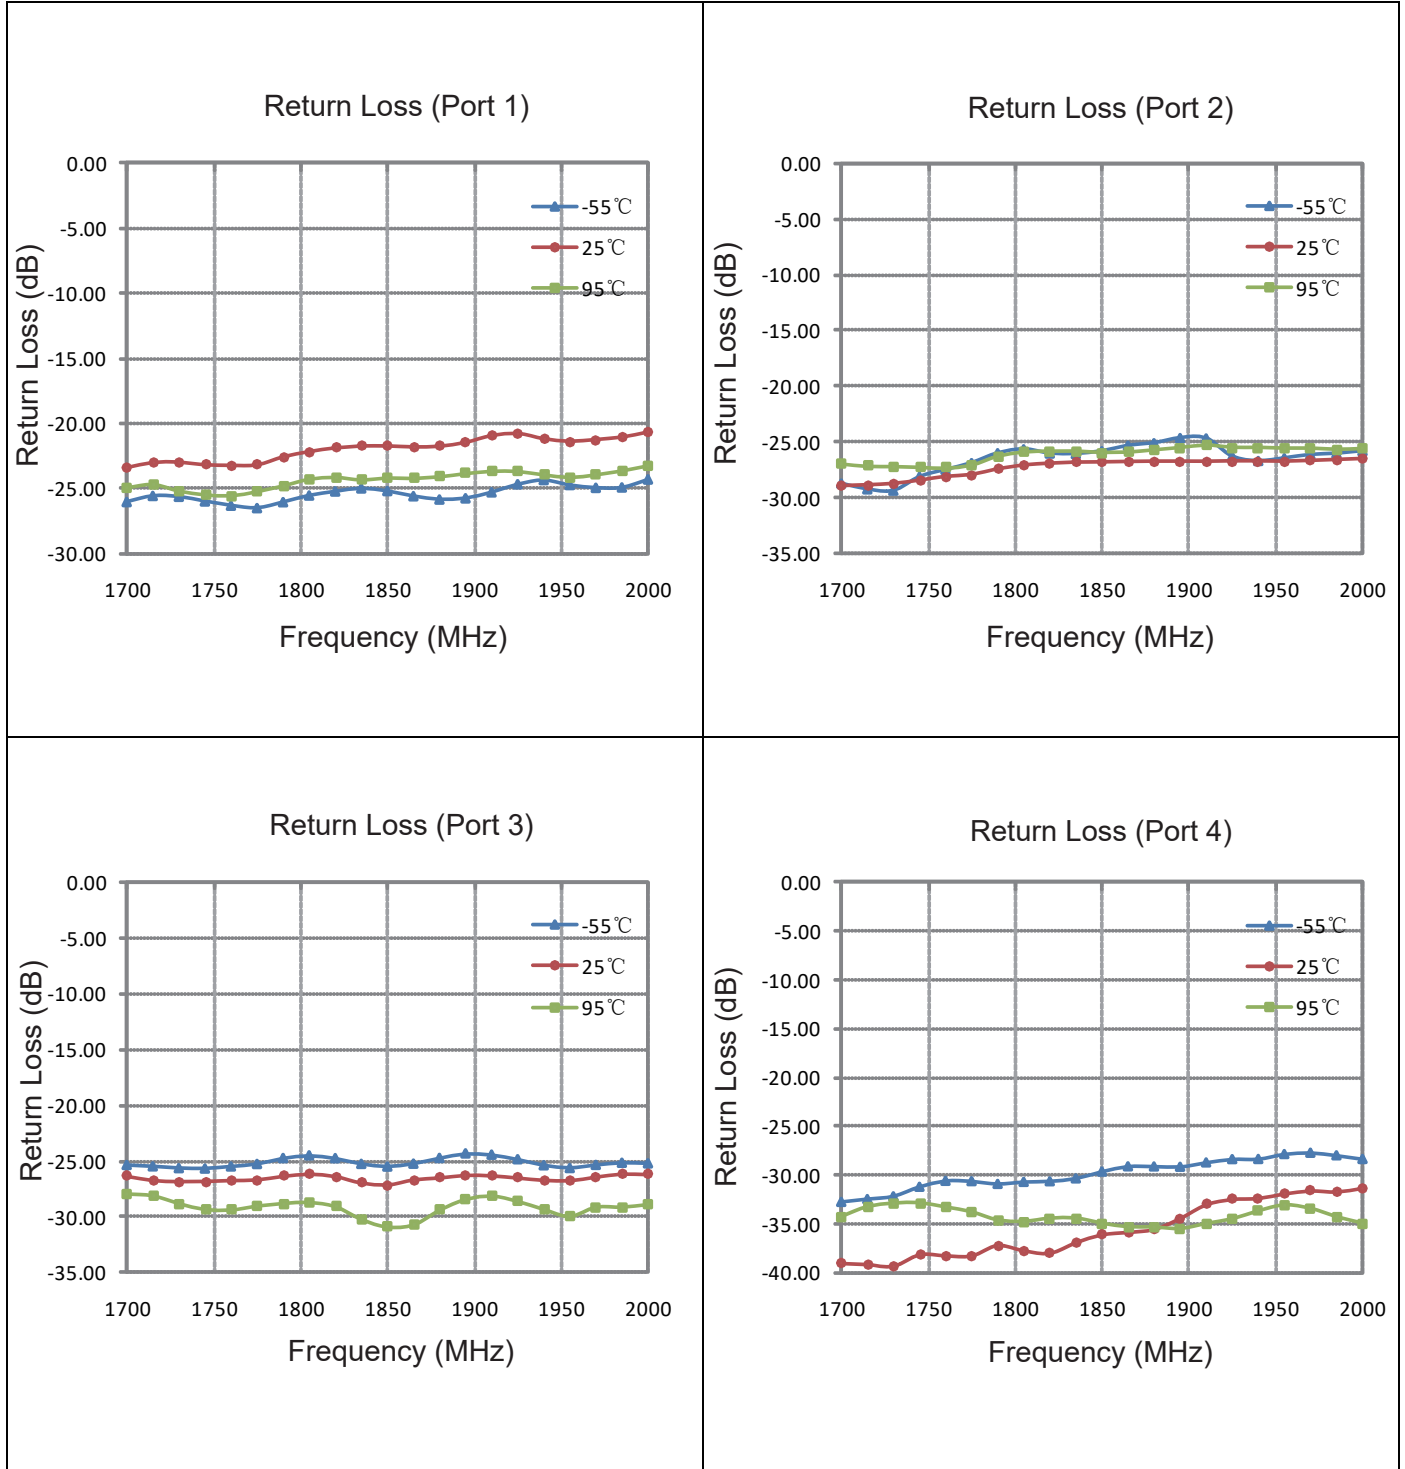 Return Loss (Port 1)
Return Loss (dB)
0.00
-5.00
-10.00
-15.00
-20.00
-25.00
-30.00
-55℃
25℃
95℃
1700 1750 1800 1850 1900 1950 2000
Frequency (MHz)
Return Loss (Port 2)
Return Loss (dB)
0.00
-5.00
-10.00
-15.00
-20.00
-25.00
-30.00
-35.00
-55℃
25℃
95℃
1700 1750 1800 1850 1900 1950 2000
Frequency (MHz)
Return Loss (Port 3)
Return Loss (dB)
0.00
-5.00
-10.00
-15.00
-20.00
-25.00
-30.00
-35.00
-55℃
25℃
95℃
1700 1750 1800 1850 1900 1950 2000
Frequency (MHz)
Return Loss (Port 4)
Return Loss (dB)
0.00
-5.00
-10.00
-15.00
-20.00
-25.00
-30.00
-35.00
-40.00
-55℃
25℃
95℃
1700 1750 1800 1850 1900 1950 2000
Frequency (MHz)